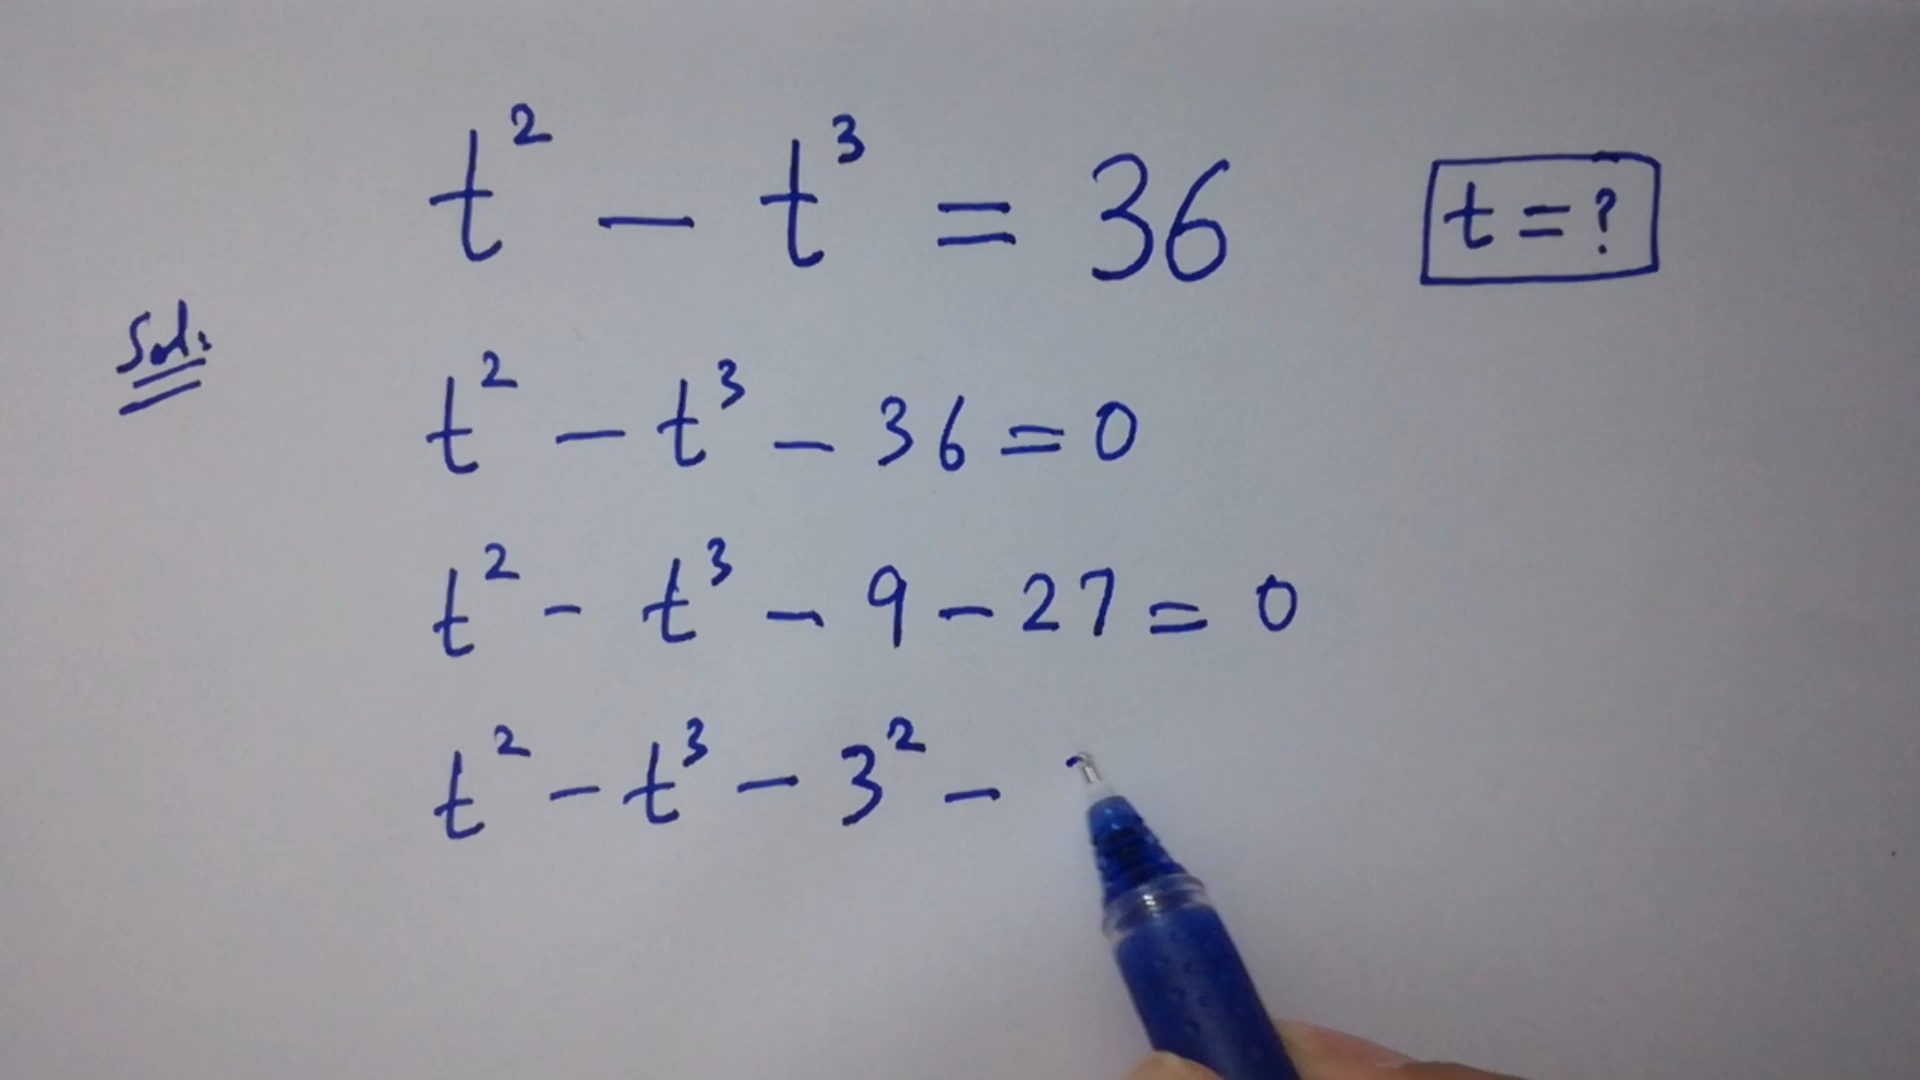 t² - t³ = 36 t = ?
Sol:
t² - t³ - 36 = 0
t² - t³ - 9 - 27 = 0
t² - t³ - 3² -